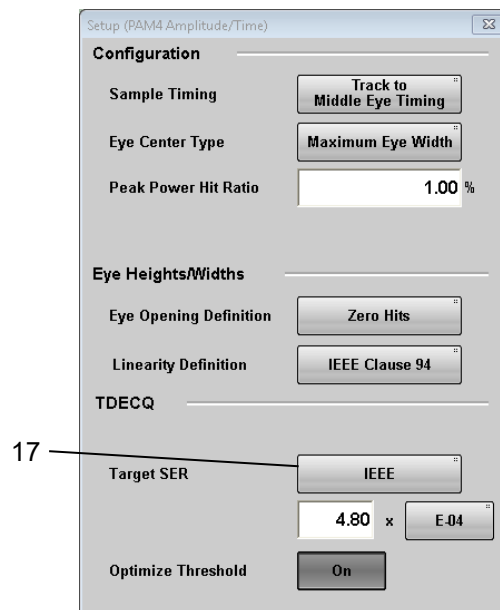 Setup (PAM4 Amplitude/Time)
Configuration
Sample Timing
Track to
Middle Eye Timing
Eye Center Type
Maximum Eye Width
Peak Power Hit Ratio
1.00 %
Eye Heights/Widths
Eye Opening Definition
Zero Hits
Linearity Definition
IEEE Clause 94
TDECQ
17
Target SER
IEEE
4.80 x E-04
Optimize Threshold
On